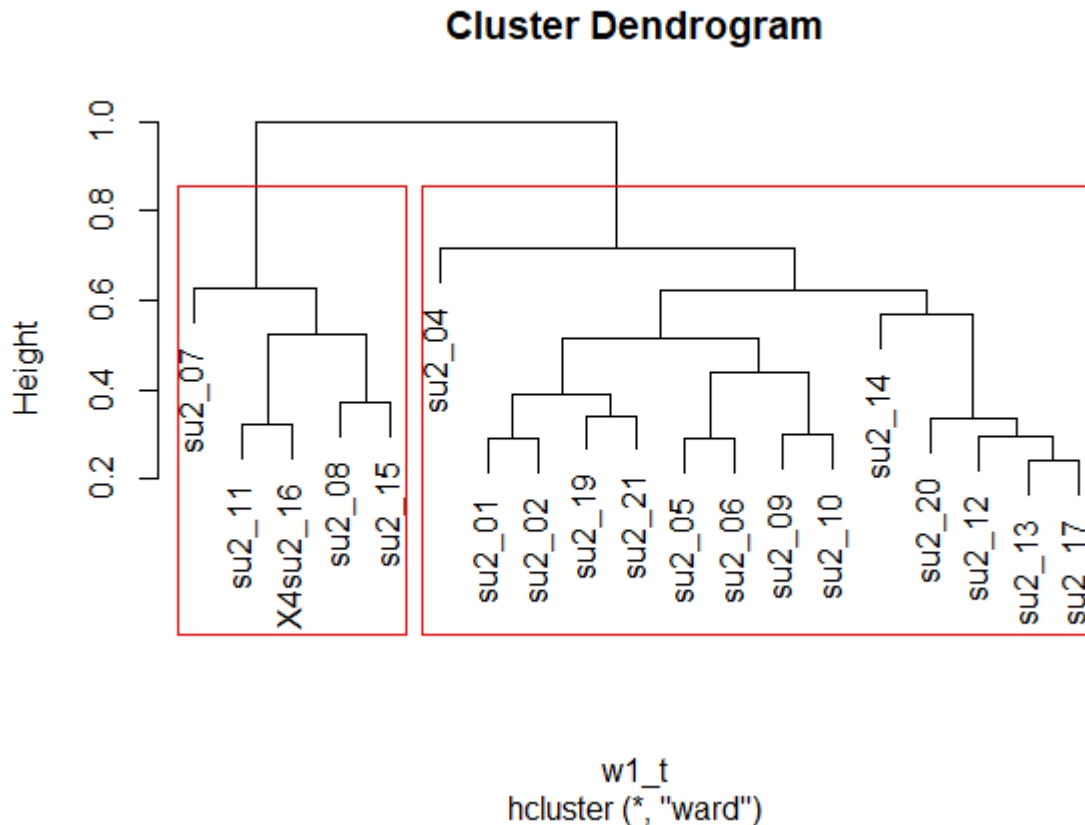 Cluster Dendrogram
Height
1.0
0.8
0.6
0.4
0.2
su2_07
su2_11
X4su2_16
su2_08
su2_15
su2_04
su2_01
su2_02
su2_19
su2_21
su2_05
su2_06
su2_09
su2_10
su2_14
su2_20
su2_12
su2_13
su2_17
w1_t
hcluster (*, "ward")